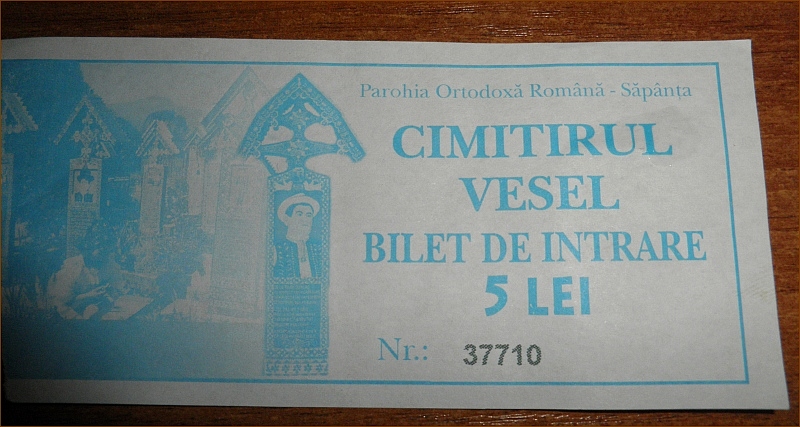 Parohia Ortodoxă Română - Săpânța
CIMITIRUL
VESEL
BILET DE INTRARE
5 LEI
Nr.: 37710